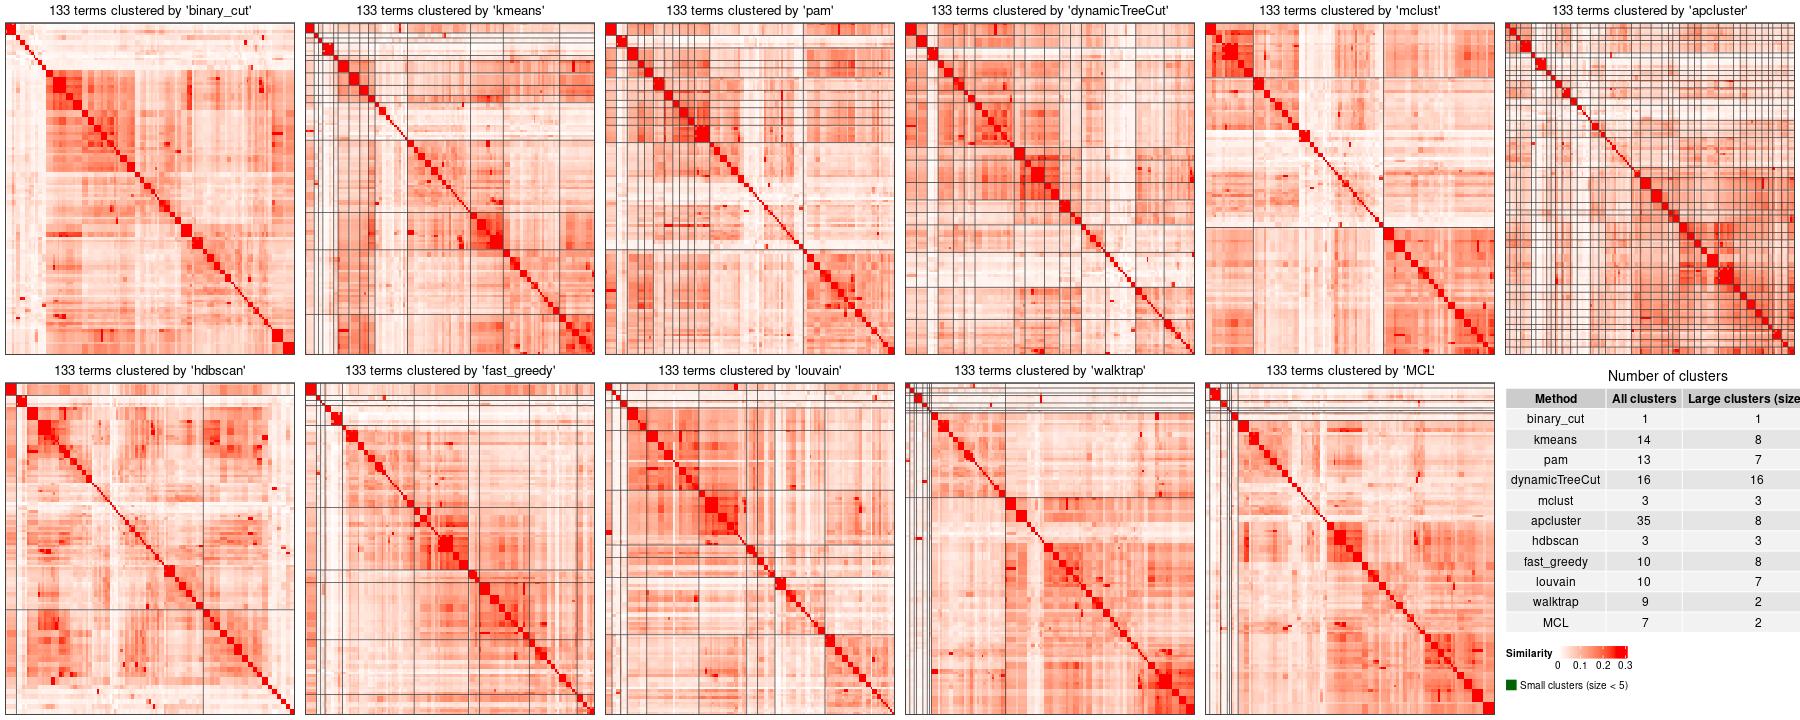 133 terms clustered by 'binary_cut'
133 terms clustered by 'kmeans'
133 terms clustered by 'pam'
133 terms clustered by 'dynamicTreeCut'
133 terms clustered by 'mclust'
133 terms clustered by 'apcluster'
133 terms clustered by 'hdbscan'
133 terms clustered by 'fast_greedy'
133 terms clustered by 'louvain'
133 terms clustered by 'walktrap'
133 terms clustered by 'MCL'
Number of clusters
Method All clusters Large clusters (size
binary_cut 1 1
kmeans 14 8
pam 13 7
dynamicTreeCut 16 16
mclust 3 3
apcluster 35 8
hdbscan 3 3
fast_greedy 10 8
louvain 10 7
walktrap 9 2
MCL 7 2
Similarity
0 0.1 0.2 0.3
Small clusters (size < 5)